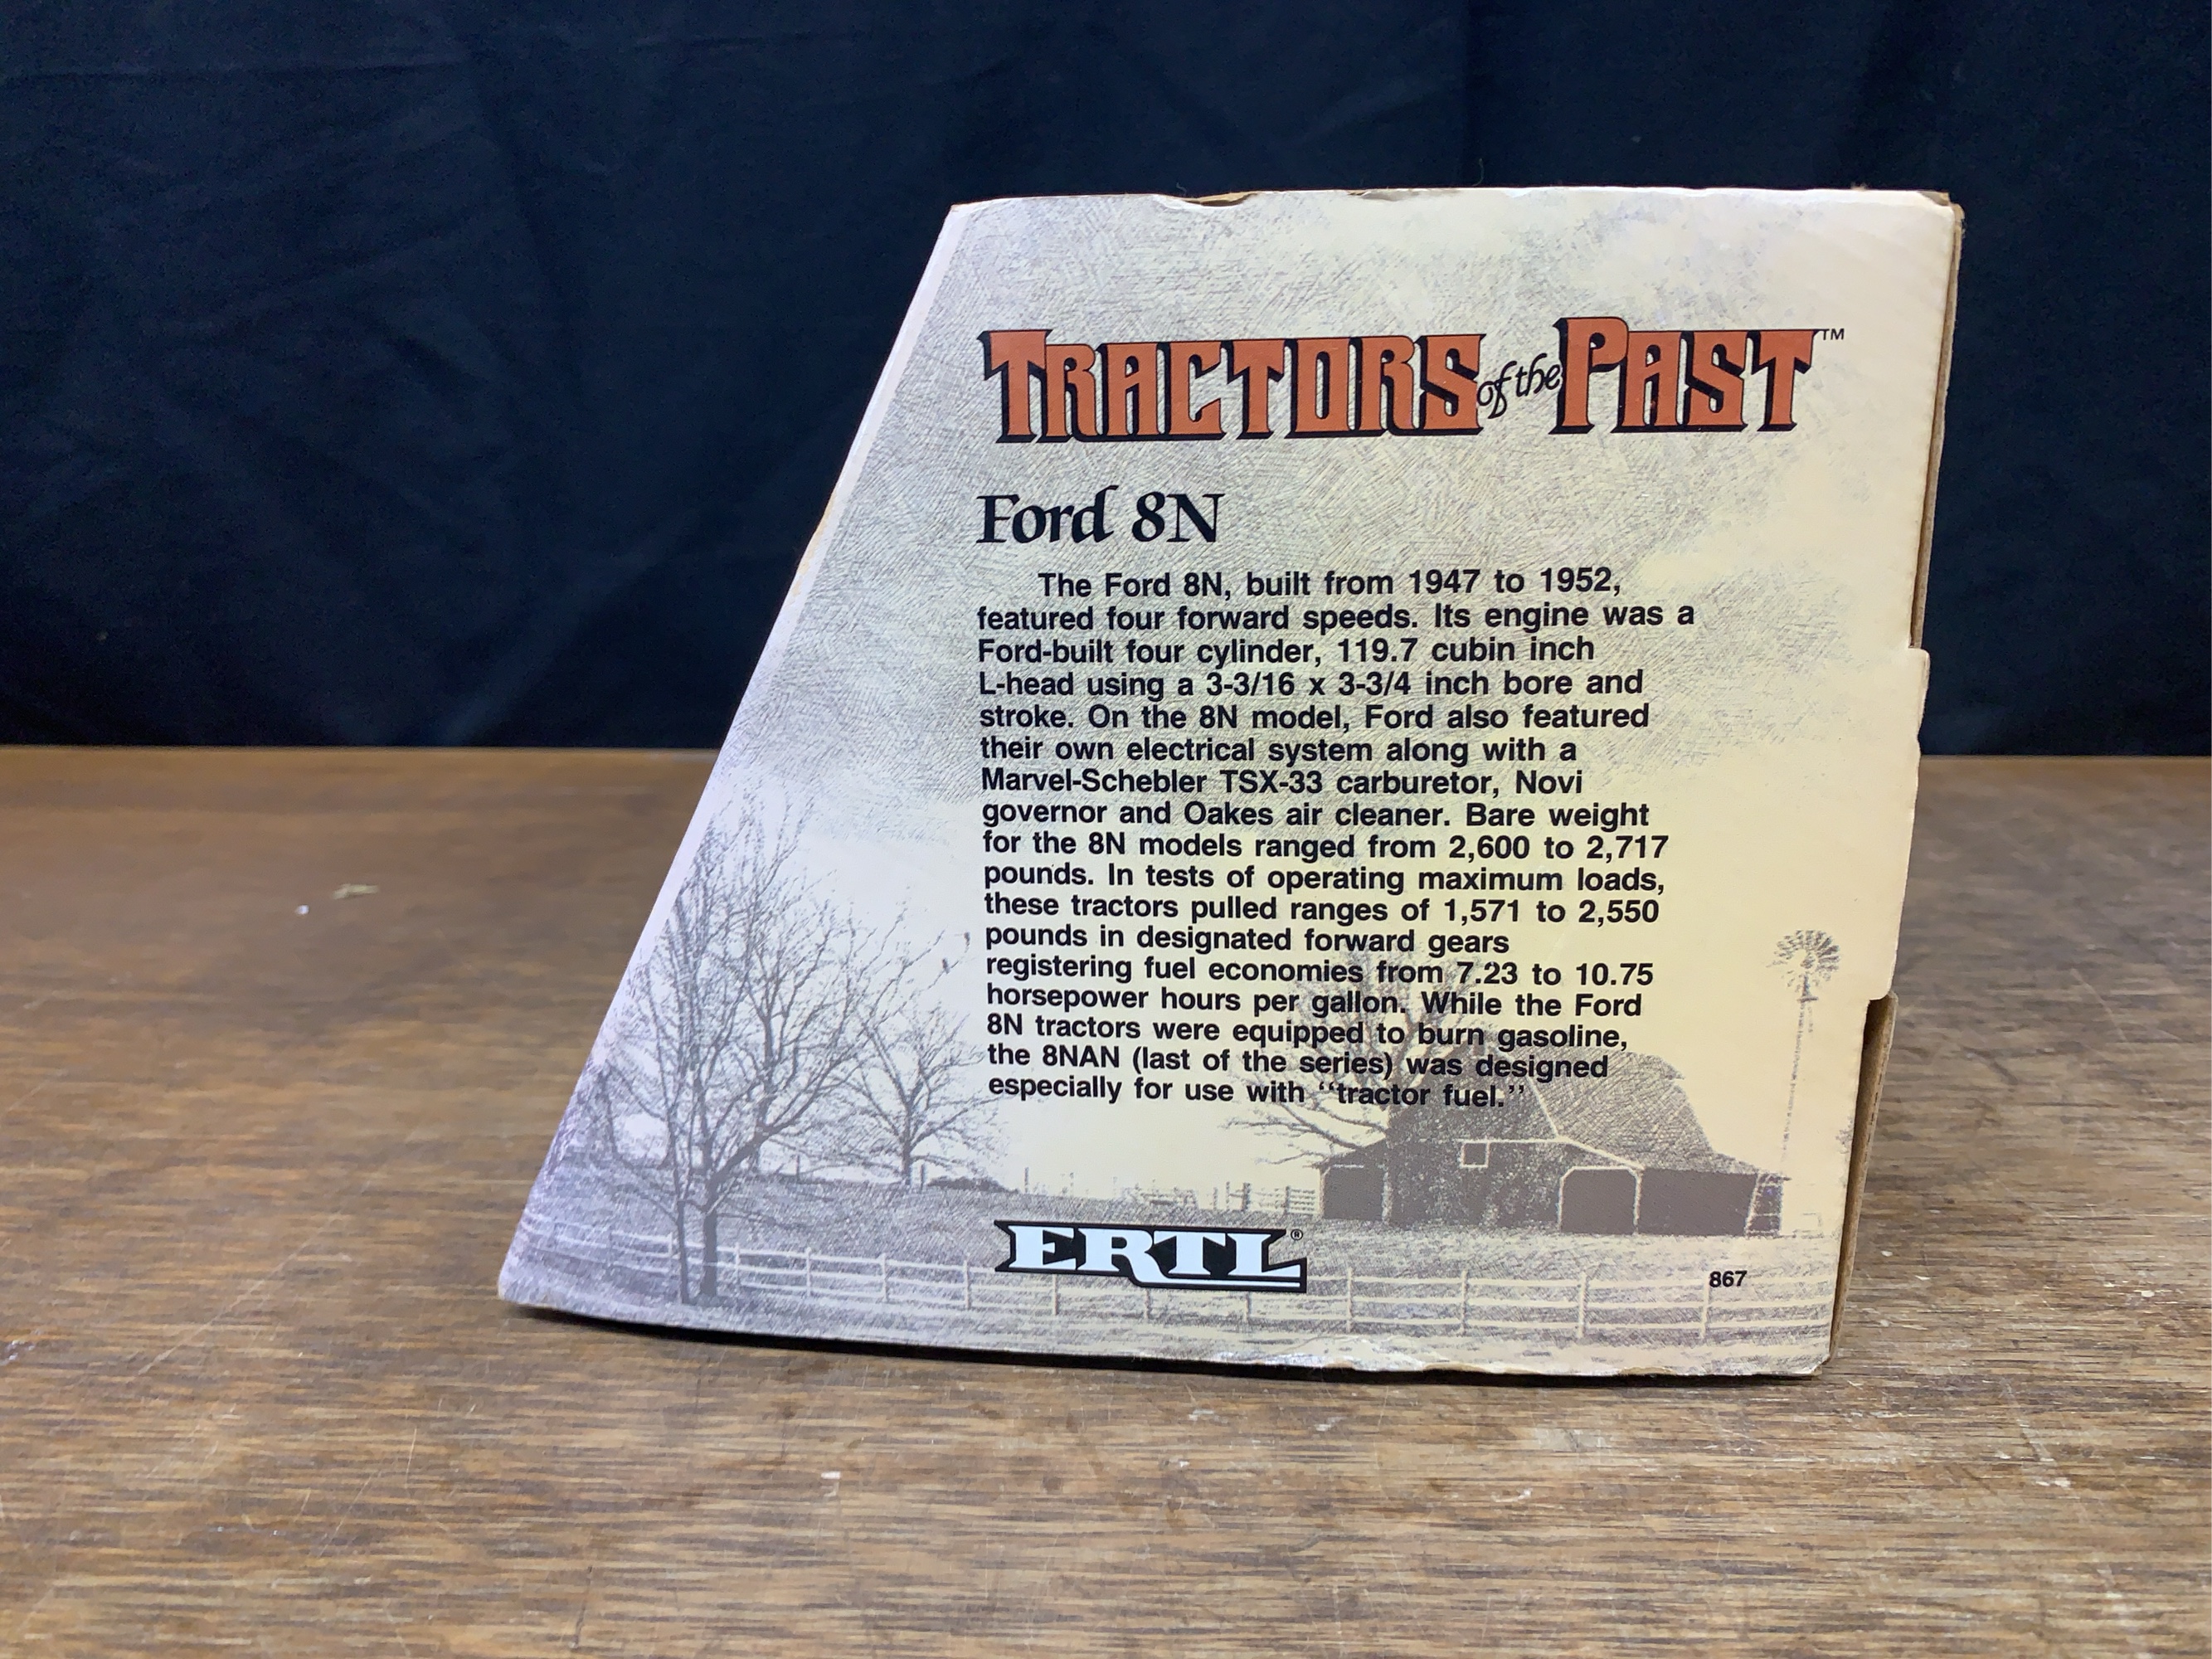 TRACTORS of the PAST™
Ford 8N
The Ford 8N, built from 1947 to 1952,
featured four forward speeds. Its engine was a
Ford-built four cylinder, 119.7 cubin inch
L-head using a 3-3/16 x 3-3/4 inch bore and
stroke. On the 8N model, Ford also featured
their own electrical system along with a
Marvel-Schebler TSX-33 carburetor, Novi
governor and Oakes air cleaner. Bare weight
for the 8N models ranged from 2,600 to 2,717
pounds. In tests of operating maximum loads,
these tractors pulled ranges of 1,571 to 2,550
pounds in designated forward gears
registering fuel economies from 7.23 to 10.75
horsepower hours per gallon. While the Ford
8N tractors were equipped to burn gasoline,
the 8NAN (last of the series) was designed
especially for use with "tractor fuel."
ERTL®
867